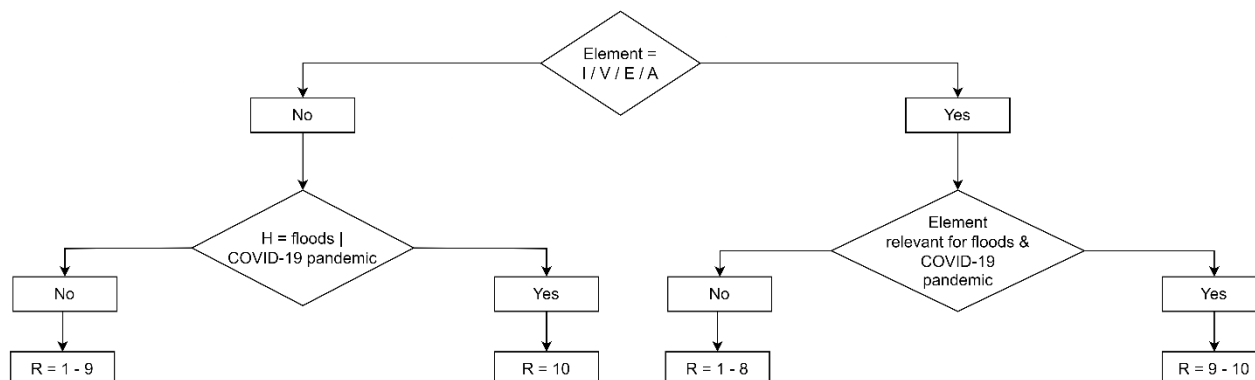 Element =
I / V / E / A
No
Yes
H = floods |
COVID-19 pandemic
Element
relevant for floods &
COVID-19
pandemic
No
Yes
No
Yes
R = 1 - 9
R = 10
R = 1 - 8
R = 9 - 10